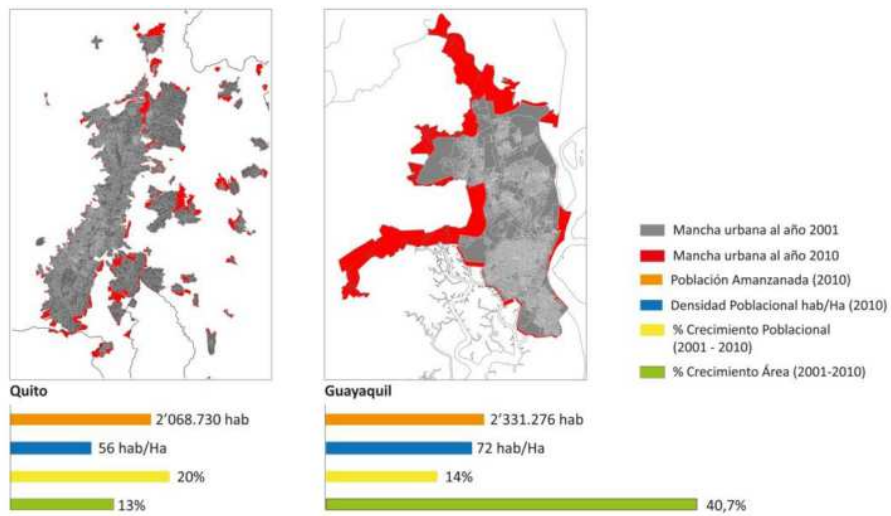 Mancha urbana al año 2001
Mancha urbana al año 2010
Población Amanzanada (2010)
Densidad Poblacional hab/Ha (2010)
% Crecimiento Poblacional
(2001 - 2010)
% Crecimiento Área (2001-2010)
Quito
2’068.730 hab
56 hab/Ha
20%
13%
Guayaquil
2’331.276 hab
72 hab/Ha
14%
40,7%